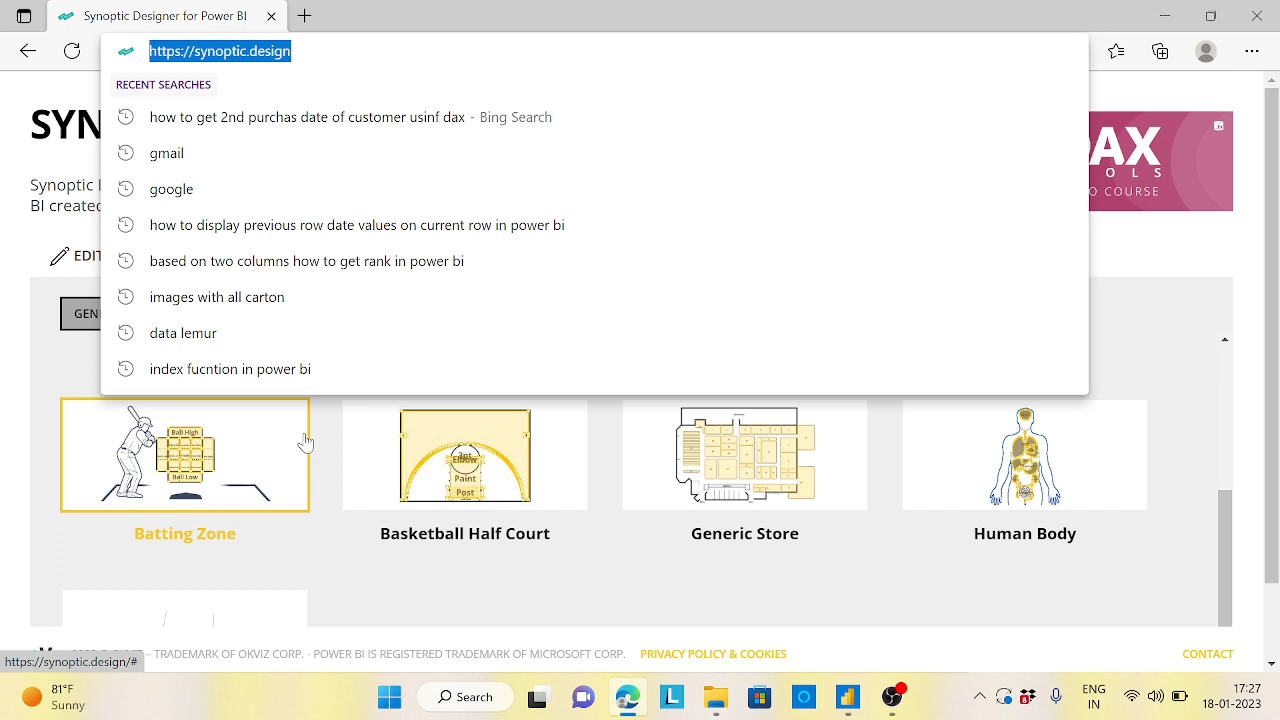 Synoptic Designer for Power BI
https://synoptic.design
RECENT SEARCHES
how to get 2nd purchas date of customer usinf dax - Bing Search
gmail
google
how to display previous row date values on current row in power bi
based on two columns how to get rank in power bi
images with all carton
data lemur
index fucntion in power bi
SYN
DAX
OOLS
O COURSE
Synoptic
BI created
EDIT
GEN
Ball High
Ball Low
Elbow
Paint
Post
Batting Zone
Basketball Half Court
Generic Store
Human Body
– TRADEMARK OF OKVIZ CORP. - POWER BI IS REGISTERED TRADEMARK OF MICROSOFT CORP.
PRIVACY POLICY & COOKIES
CONTACT
https://synoptic.design/#
81°F
Sunny
Search
ENG
IN
17:27
18-01-2023